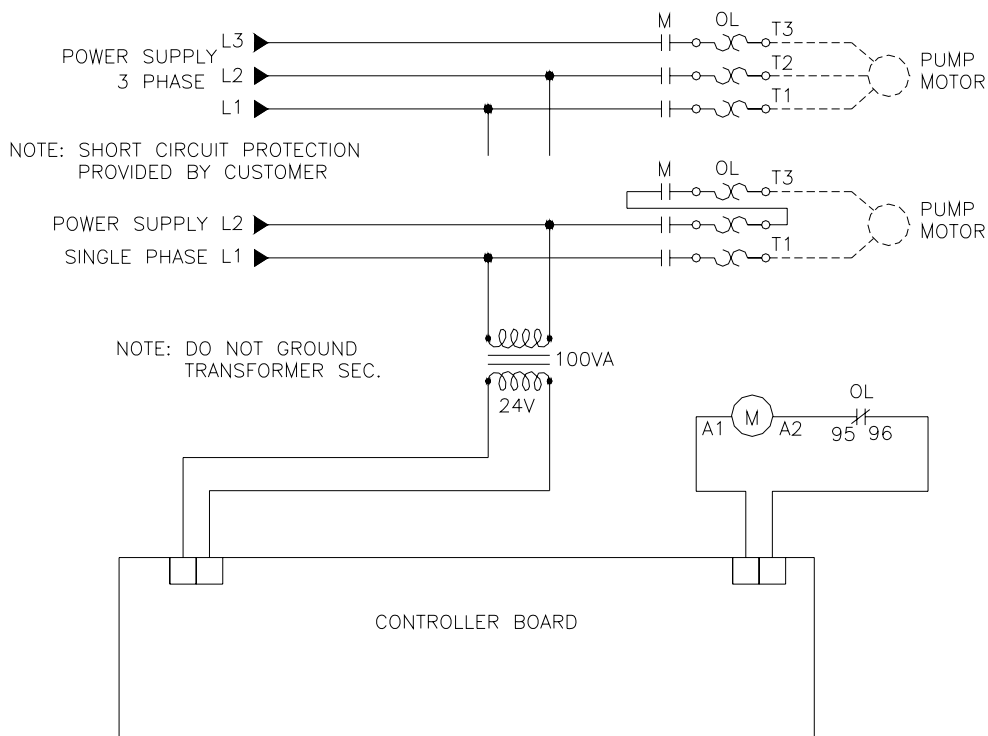 M OL
L3 T3
POWER SUPPLY
3 PHASE L2 T2 PUMP
MOTOR
L1 T1
NOTE: SHORT CIRCUIT PROTECTION
PROVIDED BY CUSTOMER
M OL
T3
POWER SUPPLY L2 PUMP
MOTOR
SINGLE PHASE L1 T1
NOTE: DO NOT GROUND
TRANSFORMER SEC.
100VA
24V
OL
A1 M A2 95 96
CONTROLLER BOARD